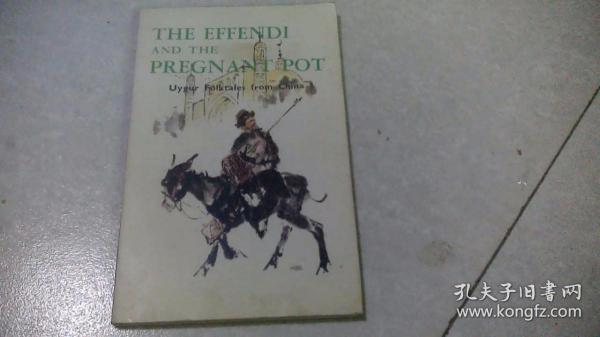 THE EFFENDI
AND THE
PREGNANT POT
Uygur Folktales from China
孔夫子旧书网
www.kongfz.com